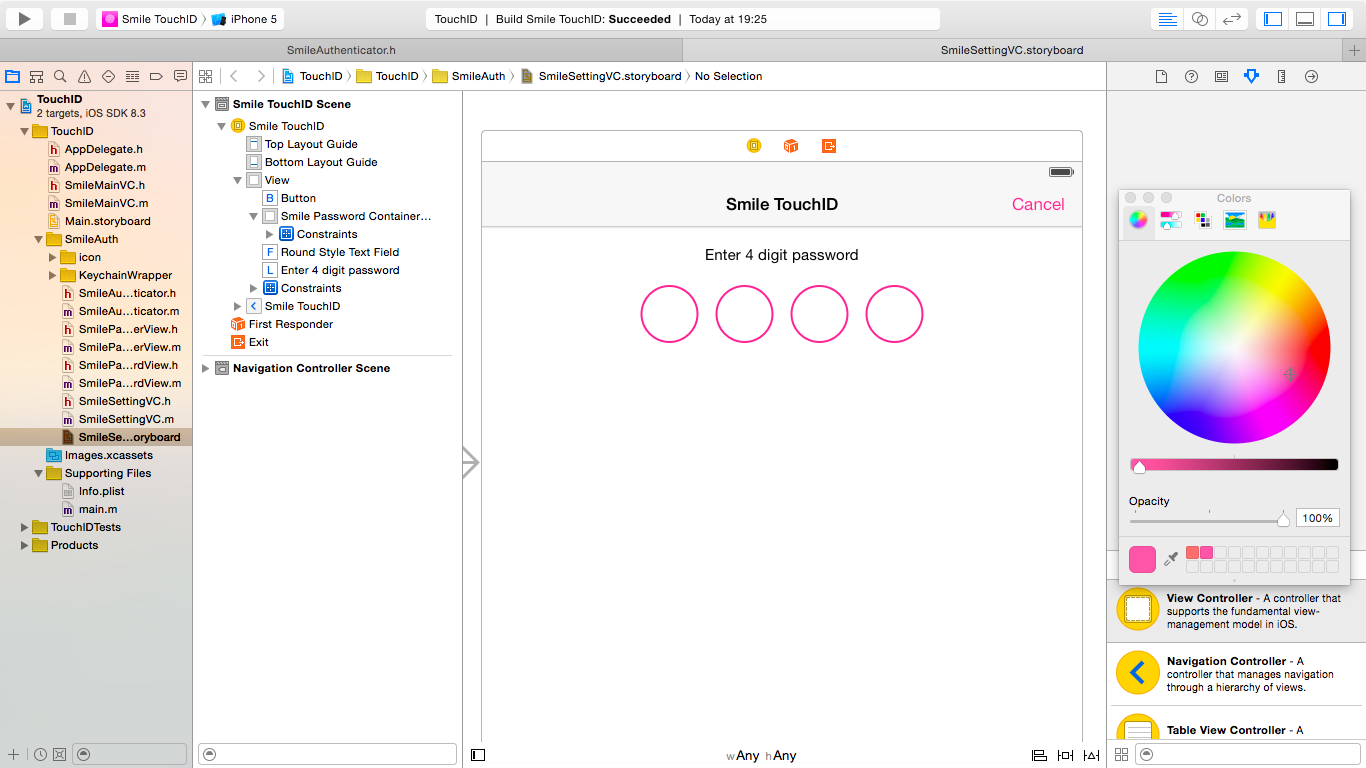 Smile TouchID
iPhone 5
TouchID | Build Smile TouchID: Succeeded | Today at 19:25
SmileAuthenticator.h
SmileSettingVC.storyboard
TouchID
TouchID
SmileAuth
SmileSettingVC.storyboard
No Selection
TouchID
2 targets, iOS SDK 8.3
TouchID
h AppDelegate.h
m AppDelegate.m
h SmileMainVC.h
m SmileMainVC.m
Main.storyboard
SmileAuth
icon
KeychainWrapper
h SmileAu...ticator.h
m SmileAu...ticator.m
h SmilePa...erView.h
m SmilePa...erView.m
h SmilePa...rdView.h
m SmilePa...rdView.m
h SmileSettingVC.h
m SmileSettingVC.m
SmileSe...oryboard
Images.xcassets
Supporting Files
Info.plist
m main.m
TouchIDTests
Products
Smile TouchID Scene
Smile TouchID
Top Layout Guide
Bottom Layout Guide
View
B Button
Smile Password Container...
Constraints
F Round Style Text Field
L Enter 4 digit password
Constraints
Smile TouchID
First Responder
Exit
Navigation Controller Scene
Smile TouchID
Cancel
Enter 4 digit password
wAny hAny
Colors
Opacity
100%
View Controller - A controller that
supports the fundamental view-
management model in iOS.
Navigation Controller - A
controller that manages navigation
through a hierarchy of views.
Table View Controller - A